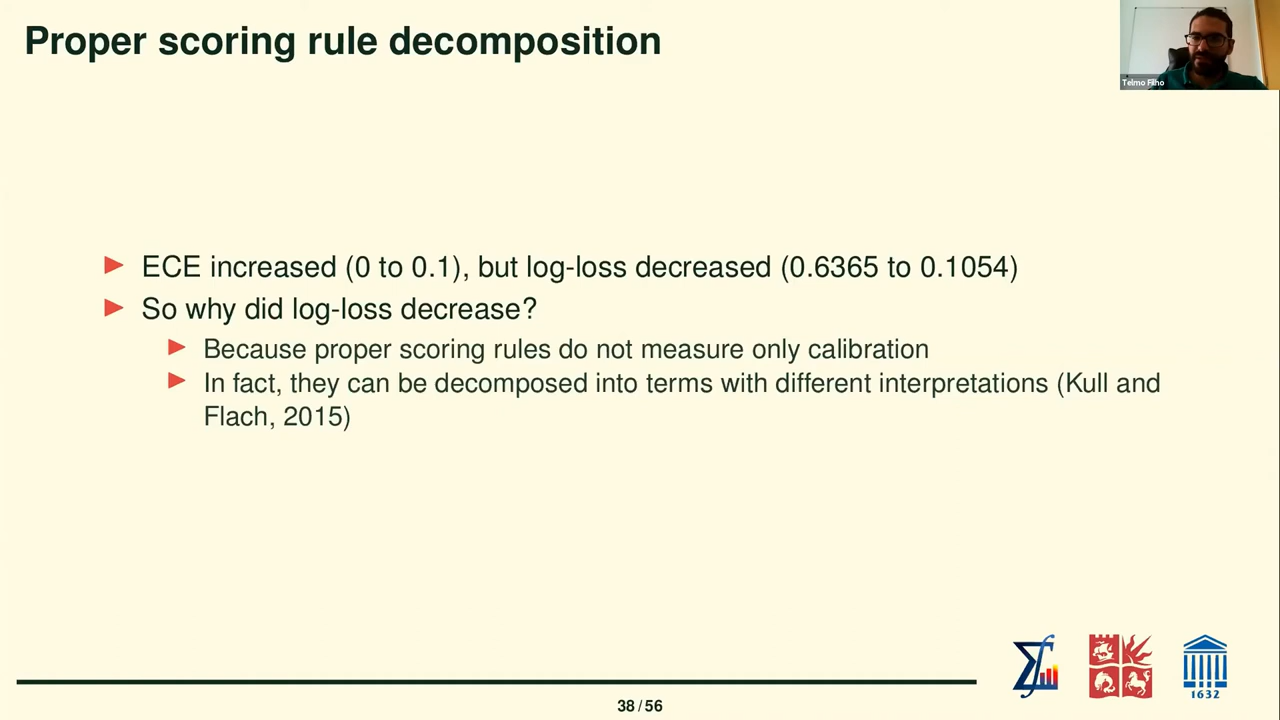 Proper scoring rule decomposition
Telmo Filho
ECE increased (0 to 0.1), but log-loss decreased (0.6365 to 0.1054)
So why did log-loss decrease?
Because proper scoring rules do not measure only calibration
In fact, they can be decomposed into terms with different interpretations (Kull and
Flach, 2015)
1632
38/56